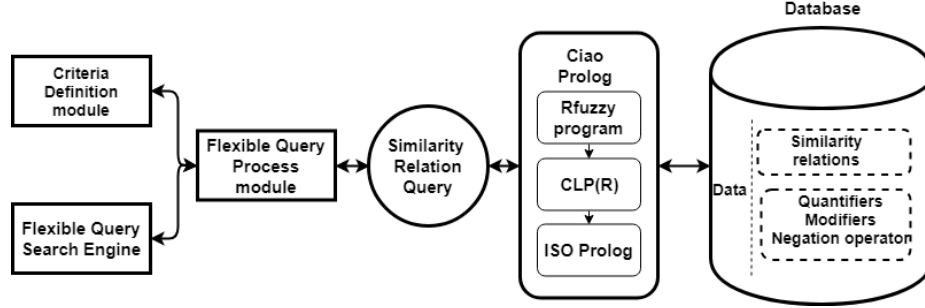 Criteria
Definition
module
Flexible Query
Search Engine
Flexible Query
Process
module
Similarity
Relation
Query
Ciao
Prolog
Rfuzzy
program
CLP(R)
ISO Prolog
Database
Data
Similarity
relations
Quantifiers
Modifiers
Negation operator